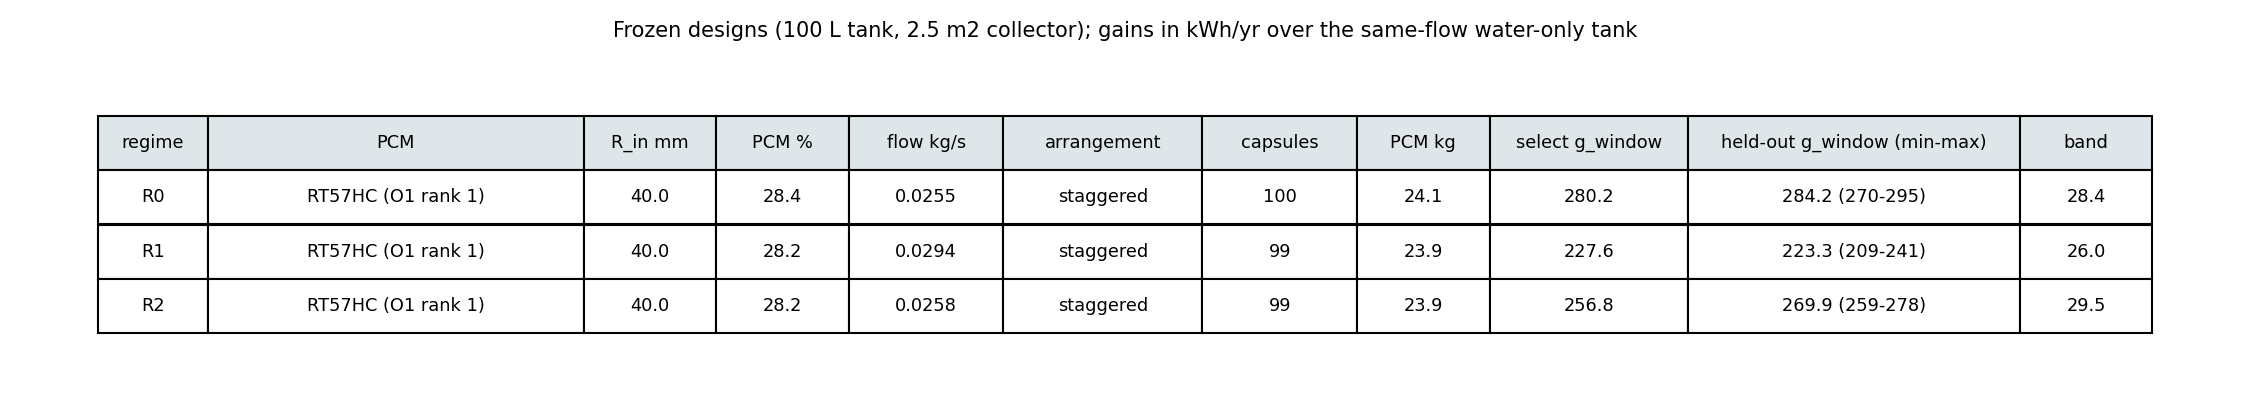 Frozen designs (100 L tank, 2.5 m2 collector); gains in kWh/yr over the same-flow water-only tank
regime PCM R_in mm PCM % flow kg/s arrangement capsules PCM kg select g_window held-out g_window (min-max) band
R0 RT57HC (O1 rank 1) 40.0 28.4 0.0255 staggered 100 24.1 280.2 284.2 (270-295) 28.4
R1 RT57HC (O1 rank 1) 40.0 28.2 0.0294 staggered 99 23.9 227.6 223.3 (209-241) 26.0
R2 RT57HC (O1 rank 1) 40.0 28.2 0.0258 staggered 99 23.9 256.8 269.9 (259-278) 29.5